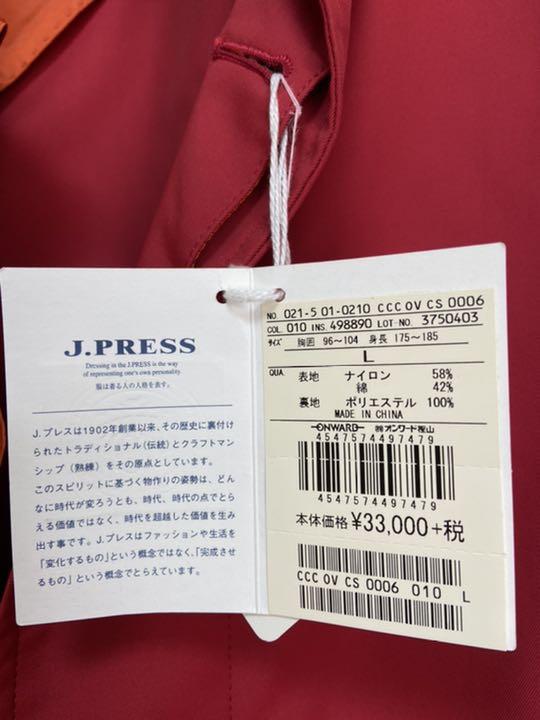 J.PRESS
Dressing in the J.PRESS is the way
of representing one's own personality.
服は着る人の人格を表す。
J.プレスは1902年創業以来、その歴史に裏付け
られたトラディショナル(伝統)とクラフトマン
シップ(熟練)をその原点としています。
このスピリットに基づく物作りの姿勢は、どん
なに時代が変ろうとも、時代、時代の点でとら
える価値ではなく、時代を超越した価値を生み
出す事です。J.プレスはファッションや生活を
「変化するもの」という概念ではなく、「完成させ
るもの」という概念でとらえています。
NO. 021-5 01-0210 CCC OV CS 0006
COL. 010 INS. 498890 LOT-NO. 3750403
サイズ 胸囲 96~104 身長 175~185
L
QUA. 表地 ナイロン 58%
綿 42%
裏地 ポリエステル 100%
MADE IN CHINA
ONWARD ㈱オンワード樫山
4547574497479
4547574497479
本体価格 ¥33,000+税
CCC OV CS 0006 010 L